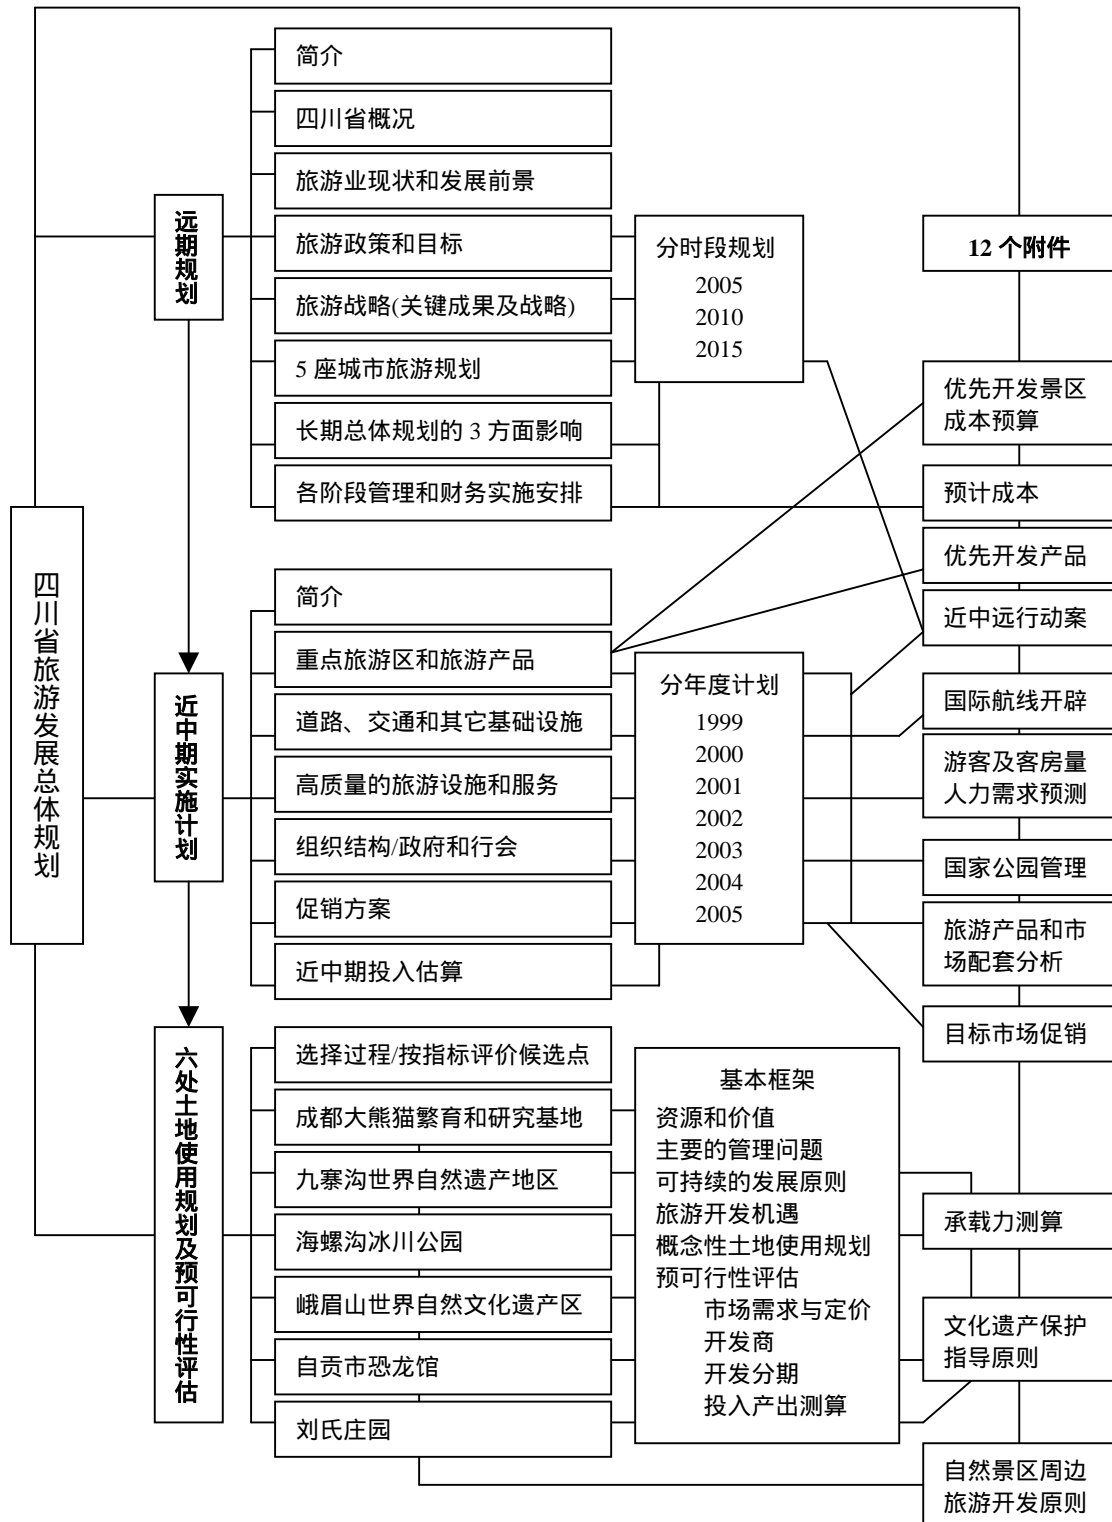 四川省旅游发展总体规划
远期规划
简介
四川省概况
旅游业现状和发展前景
旅游政策和目标
旅游战略(关键成果及战略)
5 座城市旅游规划
长期总体规划的 3 方面影响
各阶段管理和财务实施安排
分时段规划
2005
2010
2015
近中期实施计划
简介
重点旅游区和旅游产品
道路、交通和其它基础设施
高质量的旅游设施和服务
组织结构/政府和行会
促销方案
近中期投入估算
分年度计划
1999
2000
2001
2002
2003
2004
2005
六处土地使用规划及预可行性评估
选择过程/按指标评价候选点
成都大熊猫繁育和研究基地
九寨沟世界自然遗产地区
海螺沟冰川公园
峨眉山世界自然文化遗产区
自贡市恐龙馆
刘氏庄园
基本框架
资源和价值
主要的管理问题
可持续的发展原则
旅游开发机遇
概念性土地使用规划
预可行性评估
市场需求与定价
开发商
开发分期
投入产出测算
12 个附件
优先开发景区
成本预算
预计成本
优先开发产品
近中远行动案
国际航线开辟
游客及客房量
人力需求预测
国家公园管理
旅游产品和市
场配套分析
目标市场促销
承载力测算
文化遗产保护
指导原则
自然景区周边
旅游开发原则